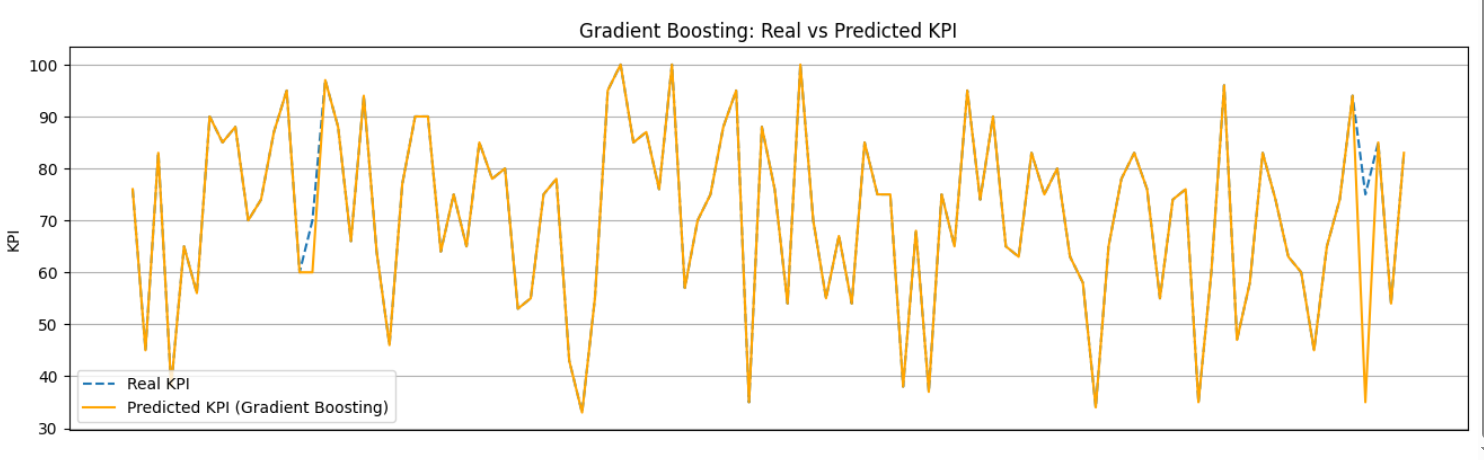 Gradient Boosting: Real vs Predicted KPI
100
90
80
70
60
50
40
30
KPI
Real KPI
Predicted KPI (Gradient Boosting)